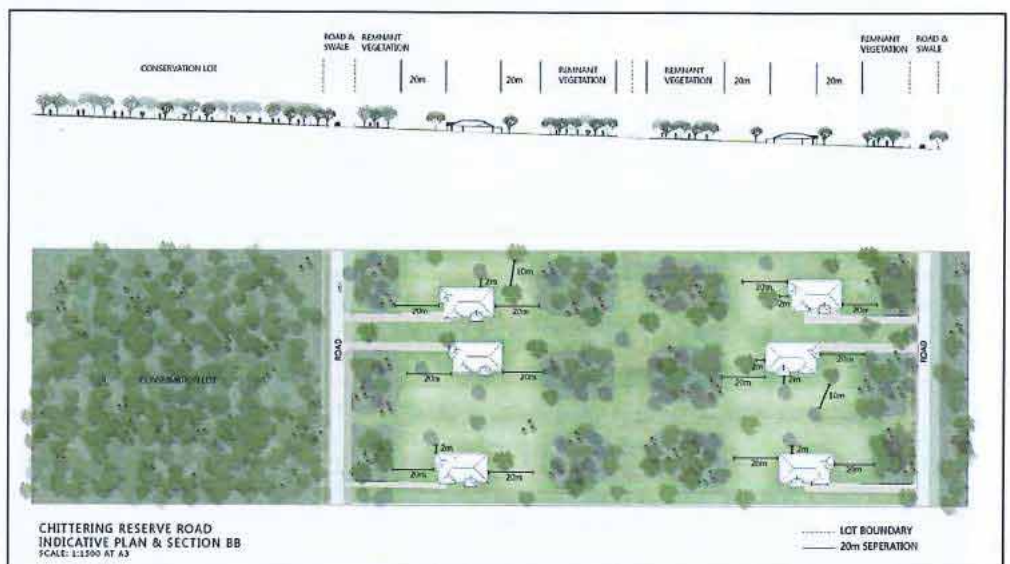 CONSERVATION LOT
ROAD &
SWALE
REMNANT
VEGETATION
20m
20m
REMNANT
VEGETATION
REMNANT
VEGETATION
20m
20m
REMNANT
VEGETATION
ROAD &
SWALE
CONSERVATION LOT
ROAD
2m
10m
20m
20m
20m
2m
20m
20m
20m
20m
2m
2m
20m
10m
2m
20m
20m
2m
20m
20m
ROAD
CHITTERING RESERVE ROAD
INDICATIVE PLAN & SECTION BB
SCALE: 1:1500 AT A3
LOT BOUNDARY
20m SEPERATION